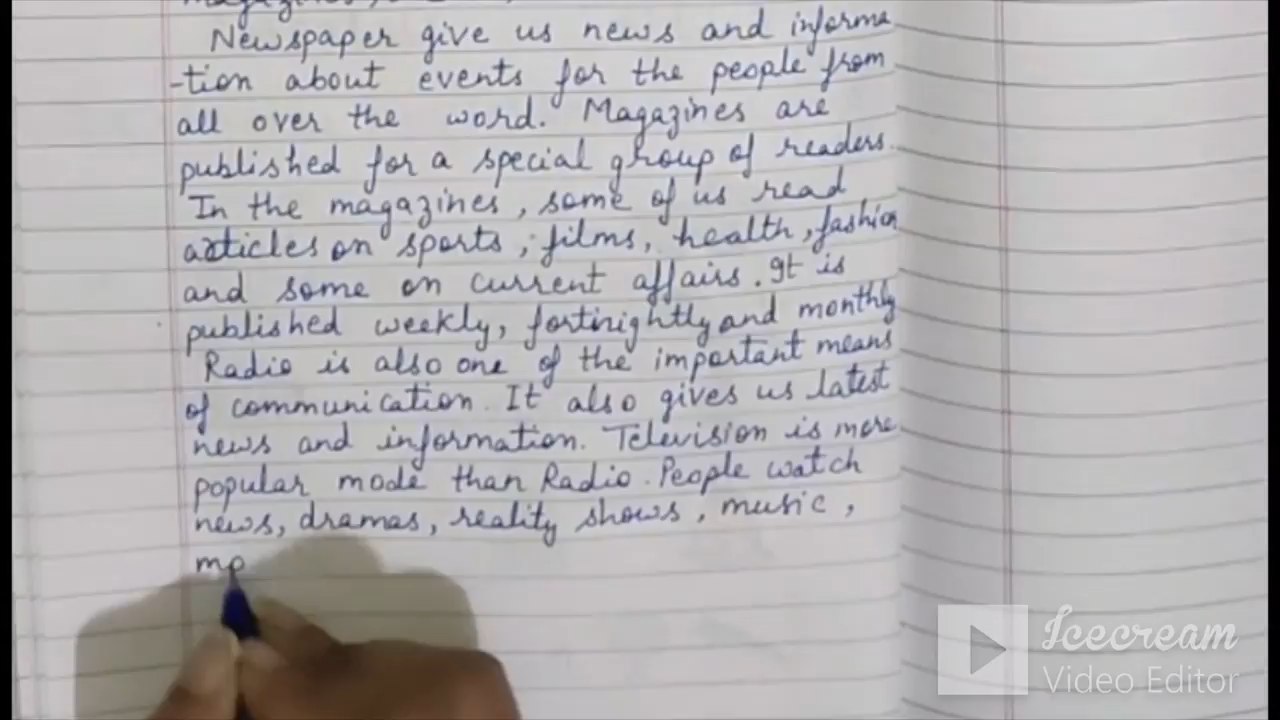 Newspaper give us news and informa
-tion about events for the people from
all over the word. Magazines are
published for a special group of readers.
In the magazines, some of us read
articles on sports, films, health, fashion
and some on current affairs. It is
published weekly, fortinightly and monthly
Radio is also one of the important means
of communication. It also gives us latest
news and information. Television is more
popular mode than Radio. People watch
news, dramas, reality shows, music,
mo
Icecream
Video Editor